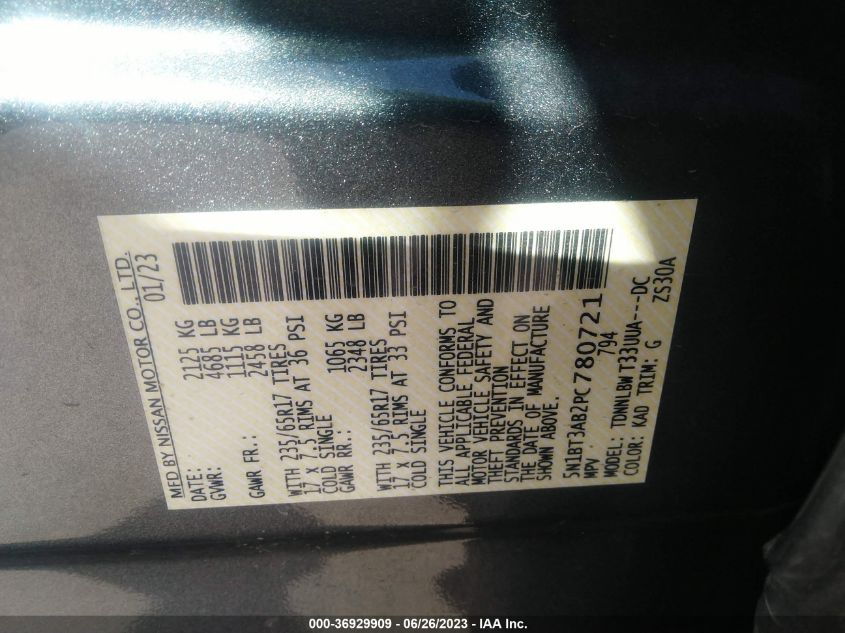 MFD BY NISSAN MOTOR CO., LTD.
DATE: 01/23
GVWR: 2125 KG
4685 LB
GAWR FR.: 1115 KG
2458 LB
WITH 235/65R17 TIRES
17 X 7.5 RIMS AT 36 PSI
COLD SINGLE
GAWR RR.: 1065 KG
2348 LB
WITH 235/65R17 TIRES
17 X 7.5 RIMS AT 33 PSI
COLD SINGLE
THIS VEHICLE CONFORMS TO
ALL APPLICABLE FEDERAL
MOTOR VEHICLE SAFETY AND
THEFT PREVENTION
STANDARDS IN EFFECT ON
THE DATE OF MANUFACTURE
SHOWN ABOVE.
5N1BT3AB2PC780721
MPV 794
MODEL: TDNNLBW T33UUA---DC
COLOR: KAD TRIM: G ZS30A
000-36929909 - 06/26/2023 - IAA Inc.